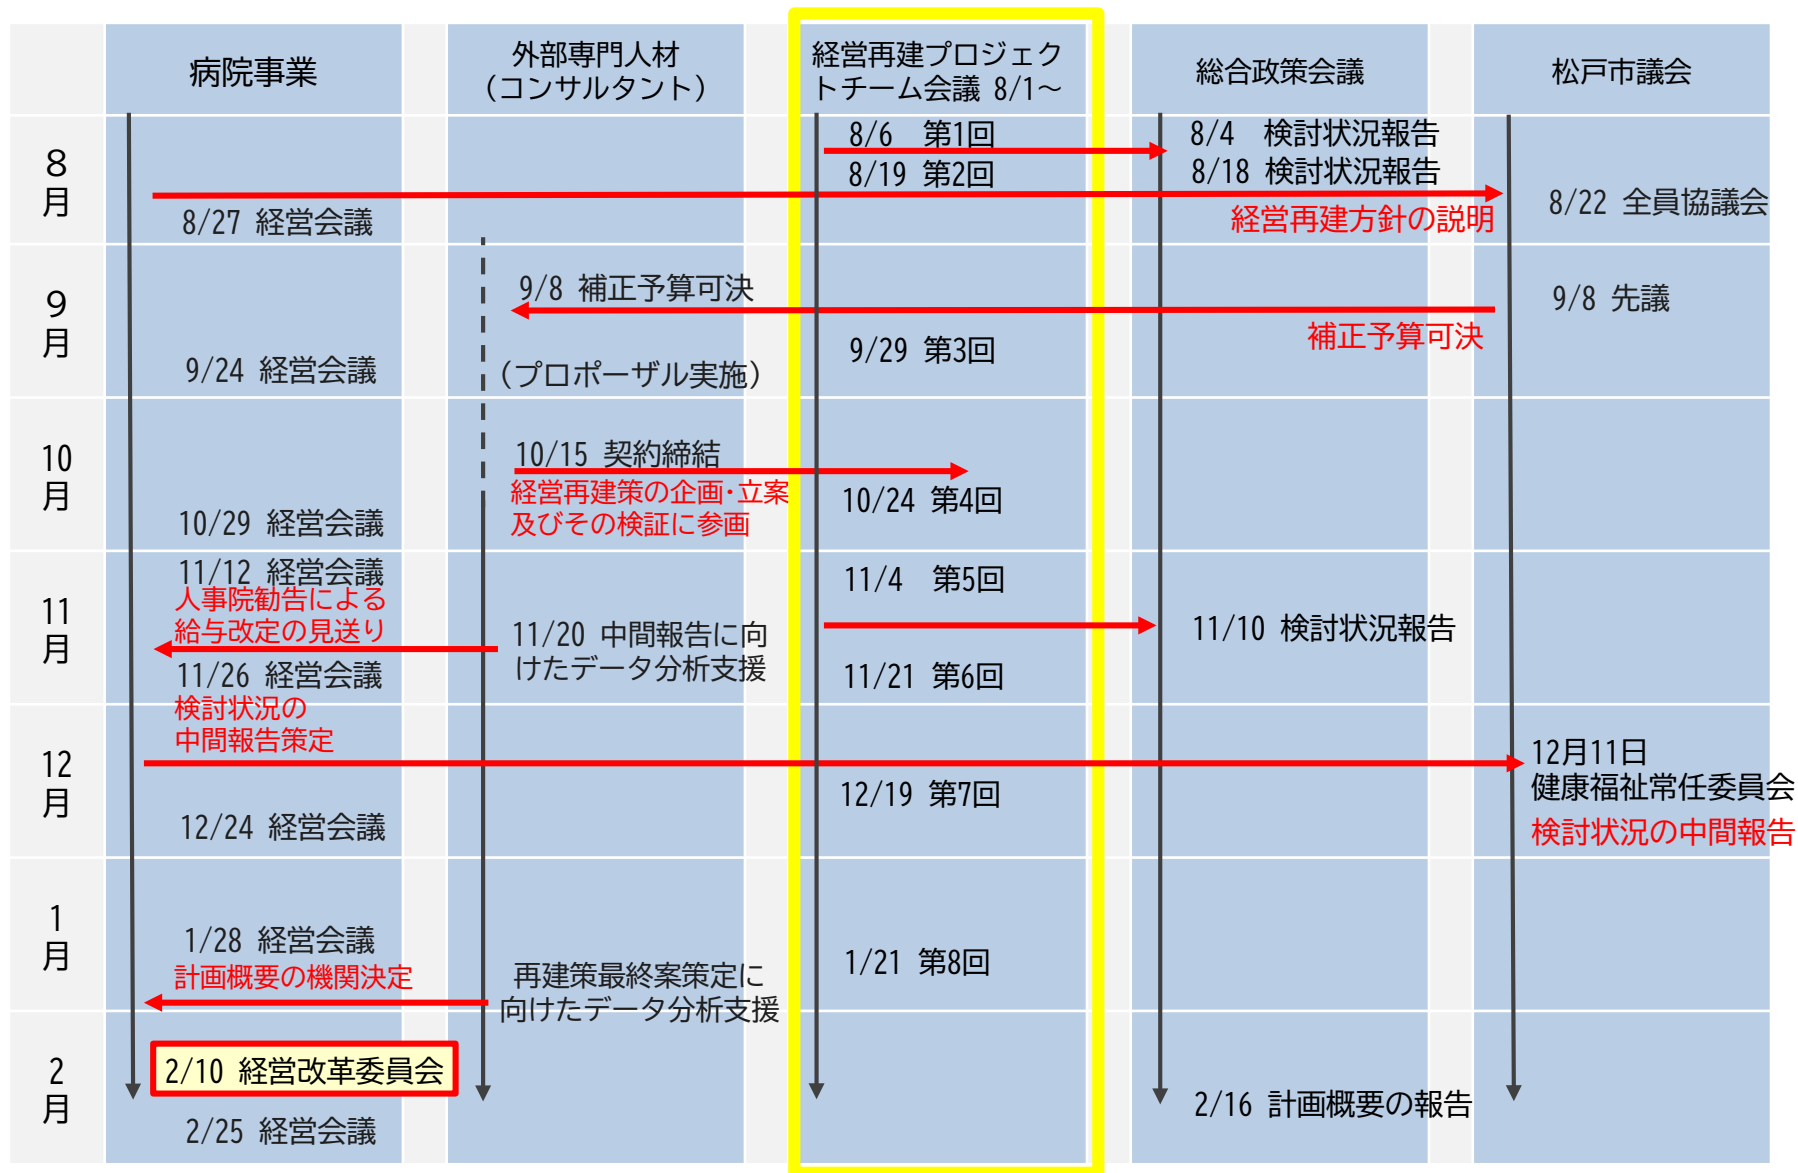 病院事業
外部専門人材
（コンサルタント）
経営再建プロジェク
トチーム会議 8/1～
総合政策会議
松戸市議会
8
月
8/27 経営会議
8/6 第1回
8/19 第2回
8/4 検討状況報告
8/18 検討状況報告
経営再建方針の説明
8/22 全員協議会
9
月
9/24 経営会議
9/8 補正予算可決
（プロポーザル実施）
9/29 第3回
9/8 先議
補正予算可決
10
月
10/29 経営会議
10/15 契約締結
経営再建策の企画･立案
及びその検証に参画
10/24 第4回
11
月
11/12 経営会議
人事院勧告による
給与改定の見送り
11/26 経営会議
検討状況の
中間報告策定
11/20 中間報告に向
けたデータ分析支援
11/4 第5回
11/21 第6回
11/10 検討状況報告
12
月
12/24 経営会議
12/19 第7回
12月11日
健康福祉常任委員会
検討状況の中間報告
1
月
1/28 経営会議
計画概要の機関決定
再建策最終案策定に
向けたデータ分析支援
1/21 第8回
2
月
2/10 経営改革委員会
2/25 経営会議
2/16 計画概要の報告